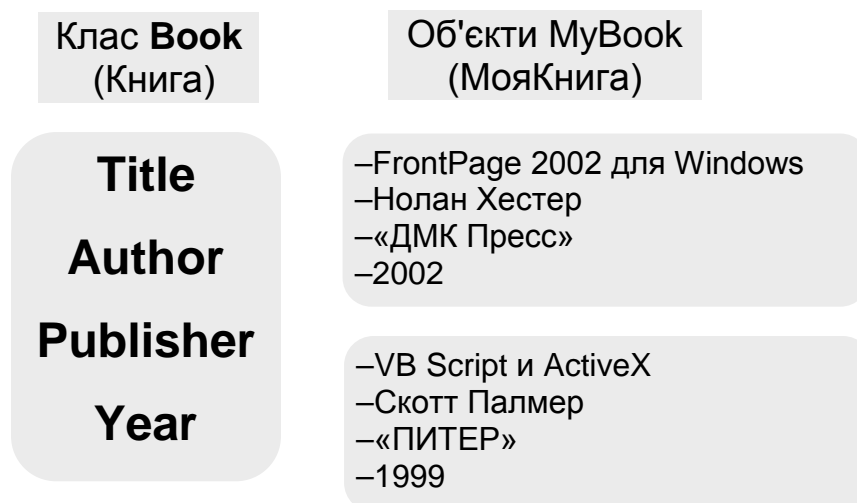 Клас Book
(Книга)
Об'єкти MyBook
(МояКнига)
Title
Author
Publisher
Year
–FrontPage 2002 для Windows
–Нолан Хестер
–«ДМК Пресс»
–2002
–VB Script и ActiveX
–Скотт Палмер
–«ПИТЕР»
–1999